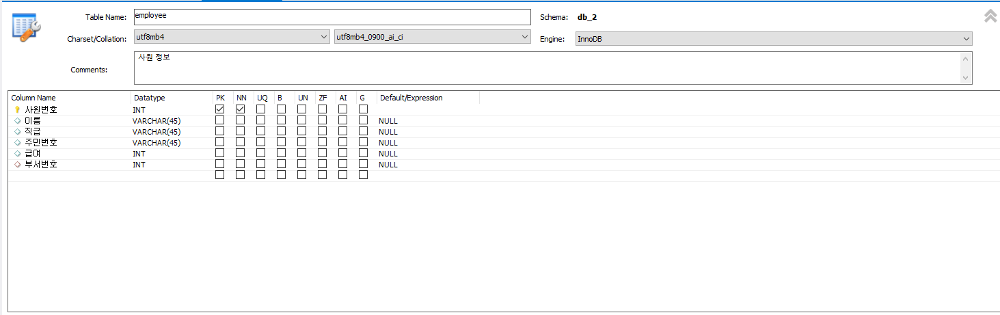 Table Name: employee Schema: db_2
Charset/Collation: utf8mb4 utf8mb4_0900_ai_ci Engine: InnoDB
Comments: 사원 정보
Column Name Datatype PK NN UQ B UN ZF AI G Default/Expression
사원번호 INT
이름 VARCHAR(45) NULL
직급 VARCHAR(45) NULL
주민번호 VARCHAR(45) NULL
급여 INT NULL
부서번호 INT NULL